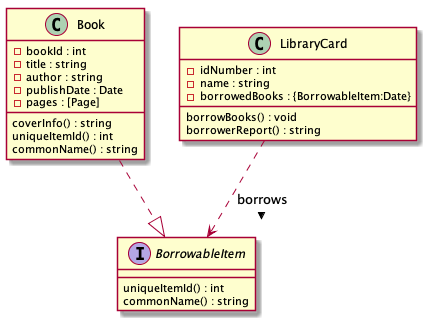 C Book
bookId : int
title : string
author : string
publishDate : Date
pages : [Page]
coverInfo() : string
uniqueItemId() : int
commonName() : string
C LibraryCard
idNumber : int
name : string
borrowedBooks : {BorrowableItem:Date}
borrowBooks() : void
borrowerReport() : string
borrows
I BorrowableItem
uniqueItemId() : int
commonName() : string